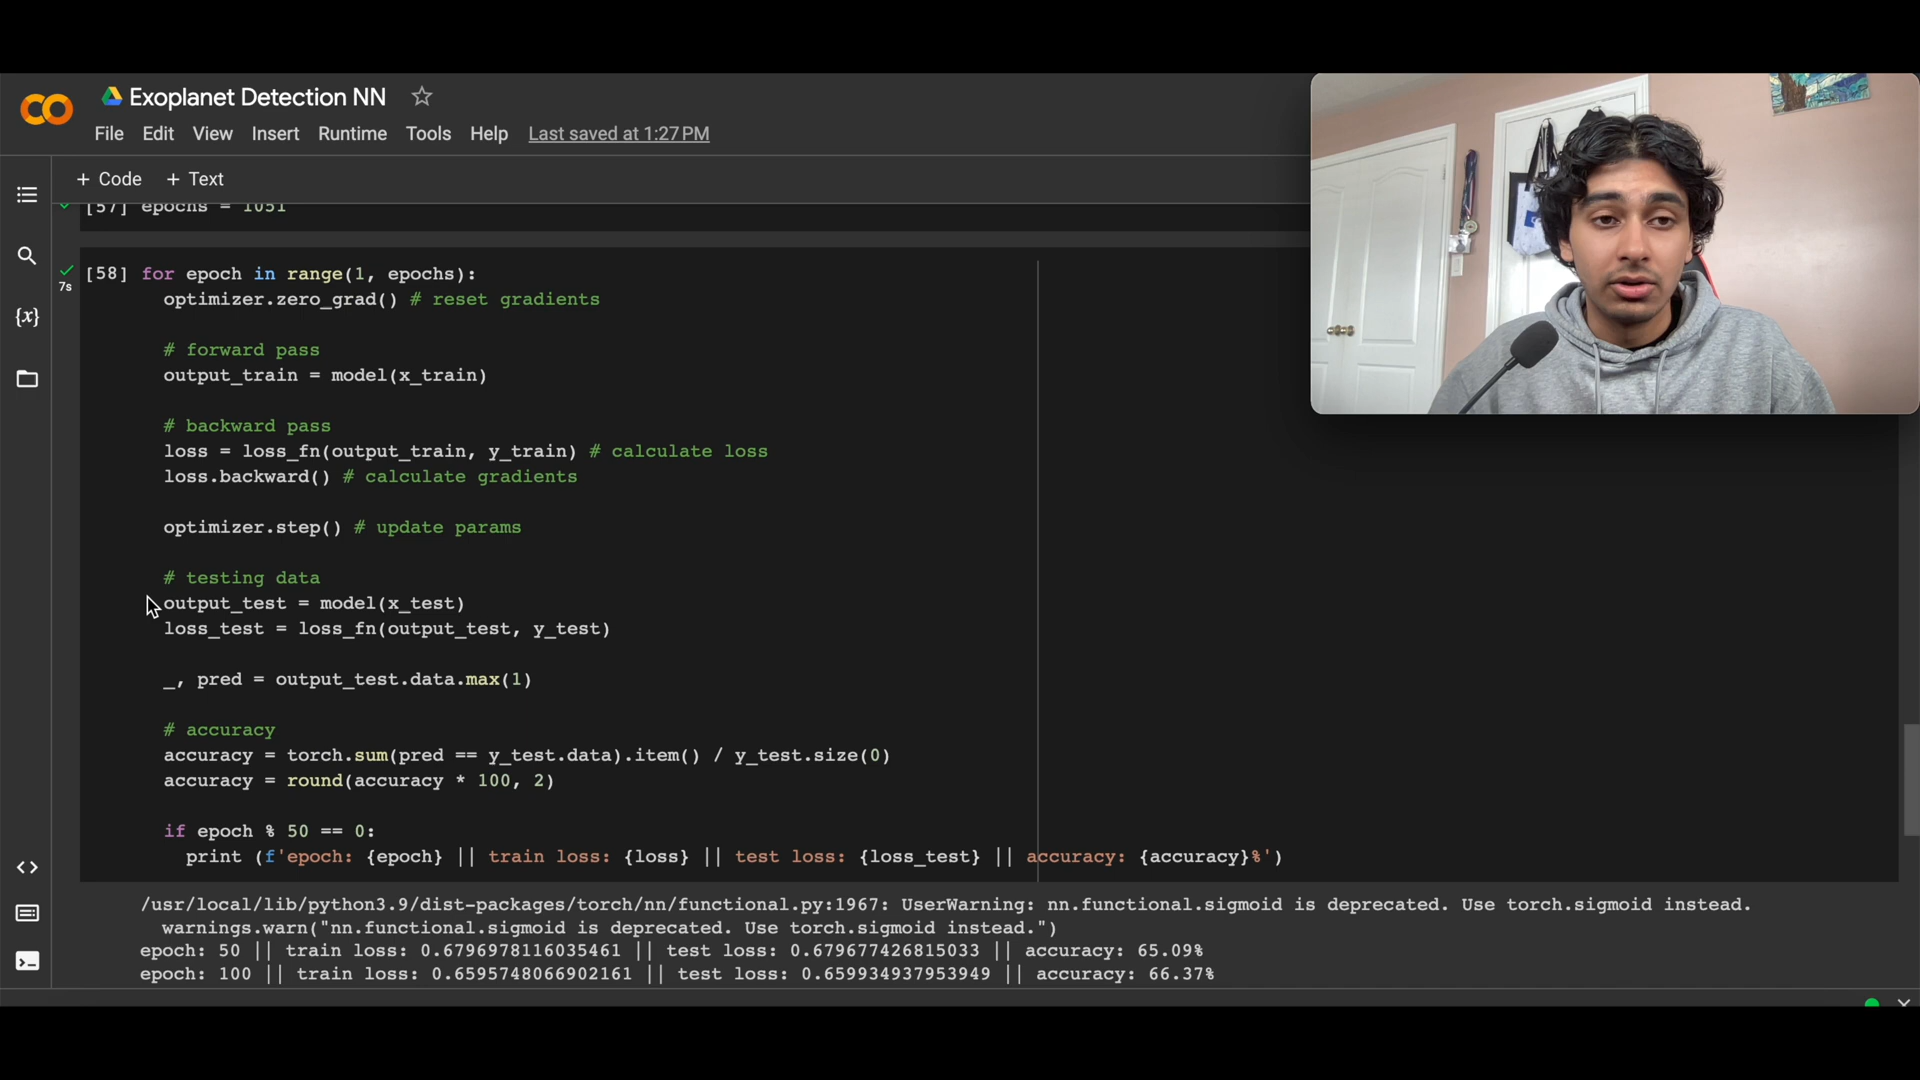 Exoplanet Detection NN
File Edit View Insert Runtime Tools Help Last saved at 1:27 PM
+ Code + Text
[57] epochs = 1051
[58] for epoch in range(1, epochs):
7s
optimizer.zero_grad() # reset gradients
# forward pass
output_train = model(x_train)
# backward pass
loss = loss_fn(output_train, y_train) # calculate loss
loss.backward() # calculate gradients
optimizer.step() # update params
# testing data
output_test = model(x_test)
loss_test = loss_fn(output_test, y_test)
_, pred = output_test.data.max(1)
# accuracy
accuracy = torch.sum(pred == y_test.data).item() / y_test.size(0)
accuracy = round(accuracy * 100, 2)
if epoch % 50 == 0:
print (f'epoch: {epoch} || train loss: {loss} || test loss: {loss_test} || accuracy: {accuracy}%')
/usr/local/lib/python3.9/dist-packages/torch/nn/functional.py:1967: UserWarning: nn.functional.sigmoid is deprecated. Use torch.sigmoid instead.
warnings.warn("nn.functional.sigmoid is deprecated. Use torch.sigmoid instead.")
epoch: 50 || train loss: 0.6796978116035461 || test loss: 0.679677426815033 || accuracy: 65.09%
epoch: 100 || train loss: 0.6595748066902161 || test loss: 0.659934937953949 || accuracy: 66.37%